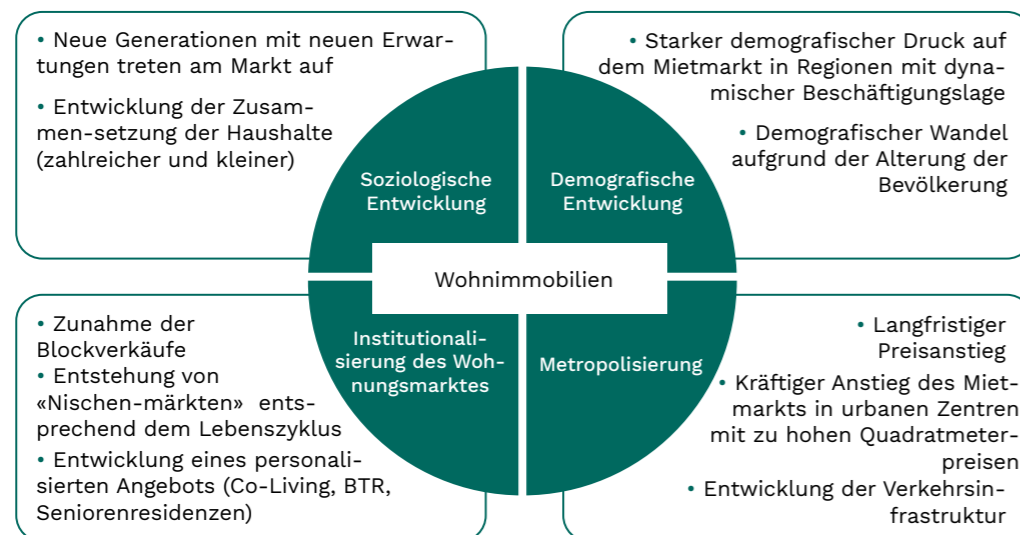 • Neue Generationen mit neuen Erwar-
tungen treten am Markt auf
• Entwicklung der Zusam-
men-setzung der Haushalte
(zahlreicher und kleiner)
• Starker demografischer Druck auf
dem Mietmarkt in Regionen mit dyna-
mischer Beschäftigungslage
• Demografischer Wandel
aufgrund der Alterung der
Bevölkerung
Soziologische
Entwicklung
Demografische
Entwicklung
Wohnimmobilien
Institutionali-
sierung des Woh-
nungsmarktes
Metropolisierung
• Zunahme der
Blockverkäufe
• Entstehung von
«Nischen-märkten» ents-
prechend dem Lebenszyklus
• Entwicklung eines personali-
sierten Angebots (Co-Living, BTR,
Seniorenresidenzen)
• Langfristiger
Preisanstieg
• Kräftiger Anstieg des Miet-
markts in urbanen Zentren
mit zu hohen Quadratmeter-
preisen
• Entwicklung der Verkehrsin-
frastruktur